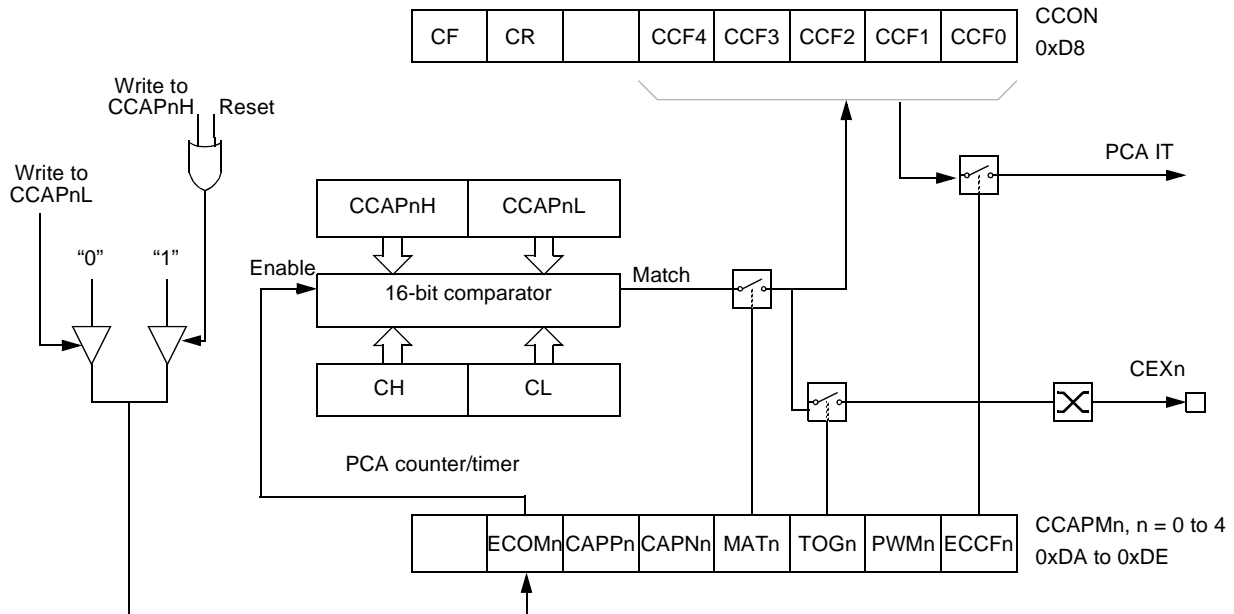 CF CR CCF4 CCF3 CCF2 CCF1 CCF0
CCON
0xD8
Write to
CCAPnH Reset
Write to
CCAPnL
PCA IT
CCAPnH CCAPnL
“0” “1”
Enable
16-bit comparator
Match
CH CL
CEXn
PCA counter/timer
ECOMn CAPPn CAPNn MATn TOGn PWMn ECCFn
CCAPMn, n = 0 to 4
0xDA to 0xDE